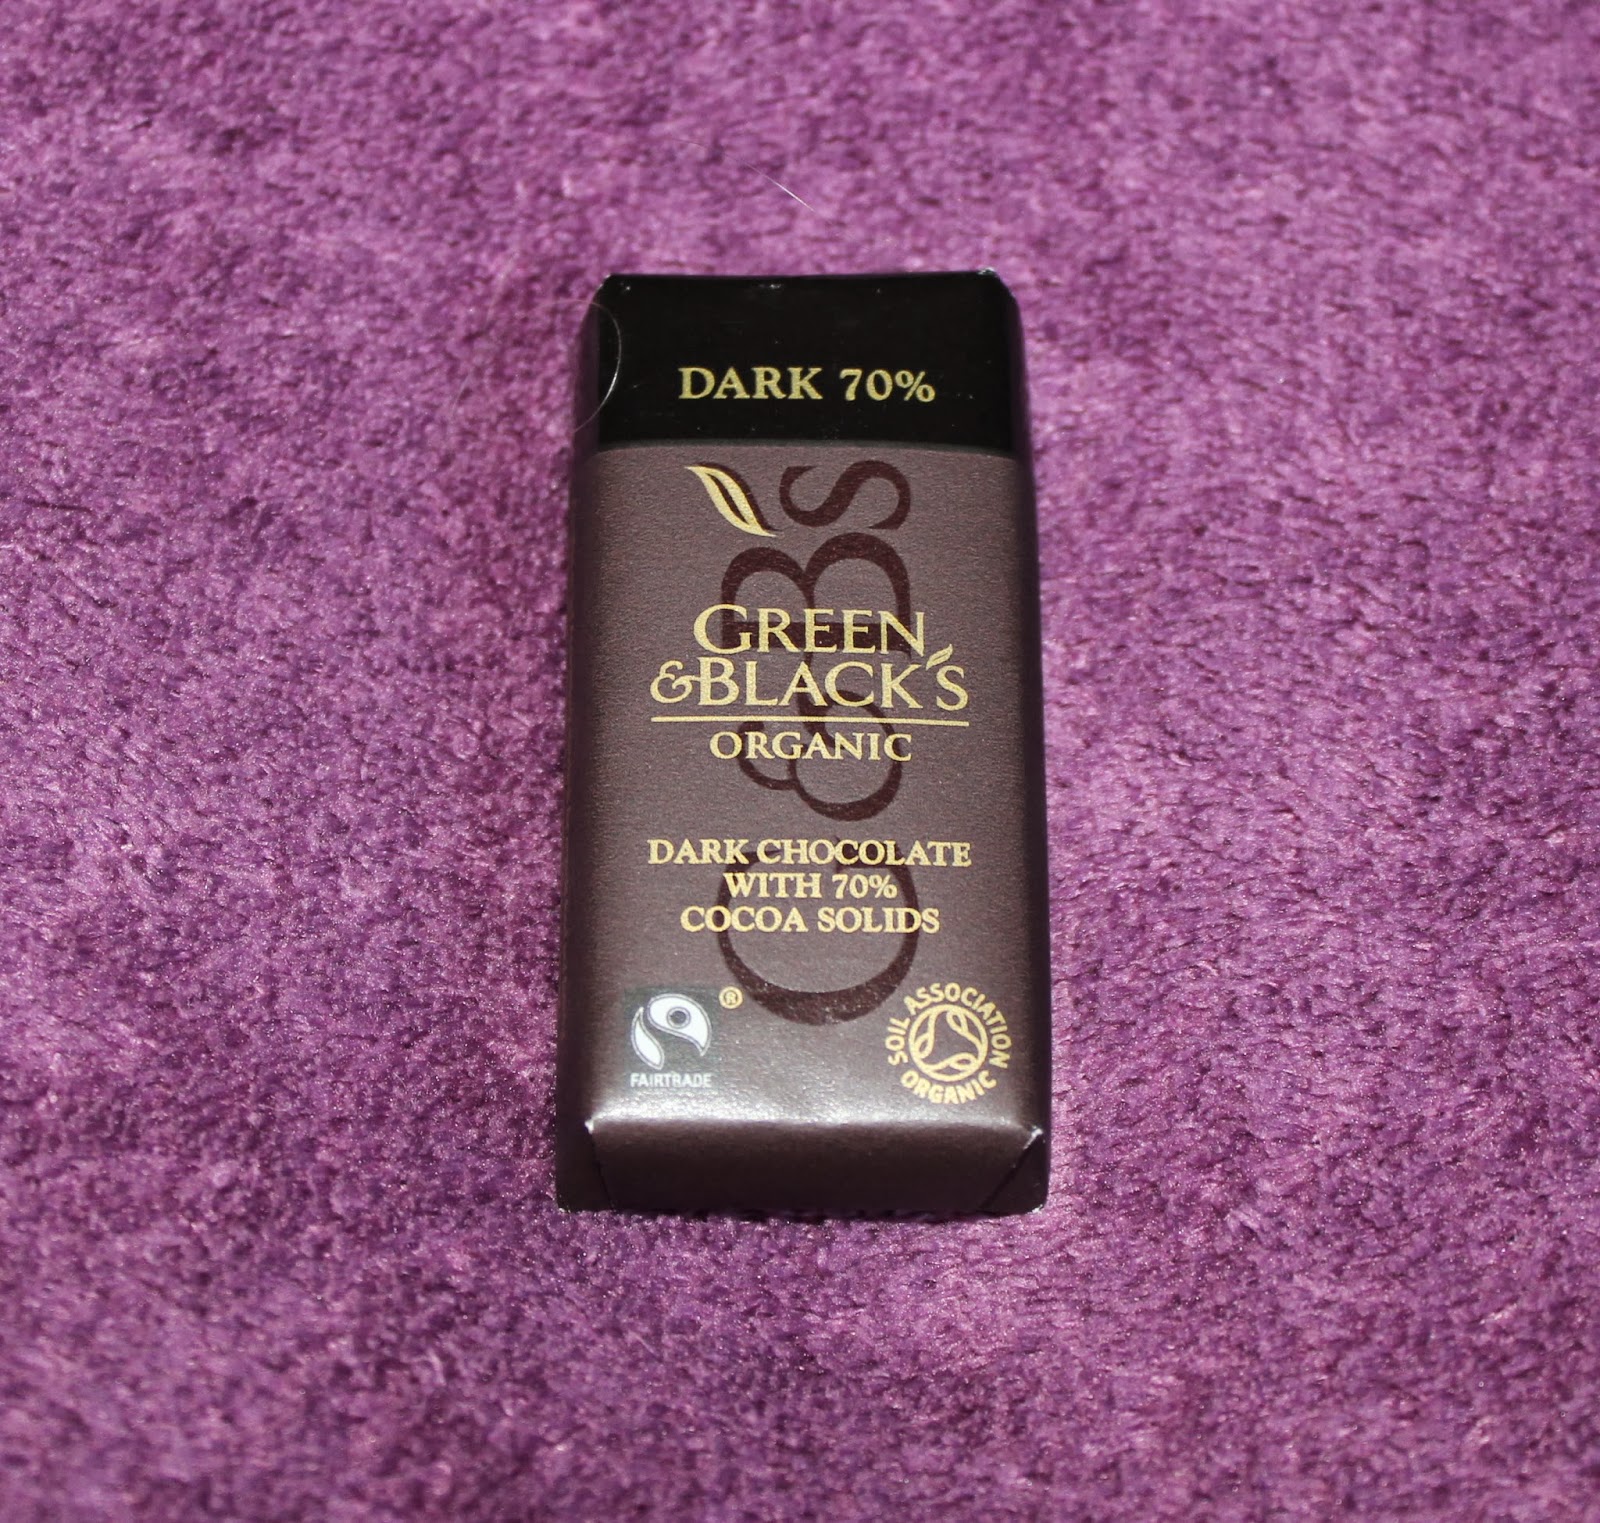 DARK 70%
G&B'S
GREEN
&BLACK'S
ORGANIC
DARK CHOCOLATE
WITH 70%
COCOA SOLIDS
®
FAIRTRADE
SOIL ASSOCIATION
ORGANIC